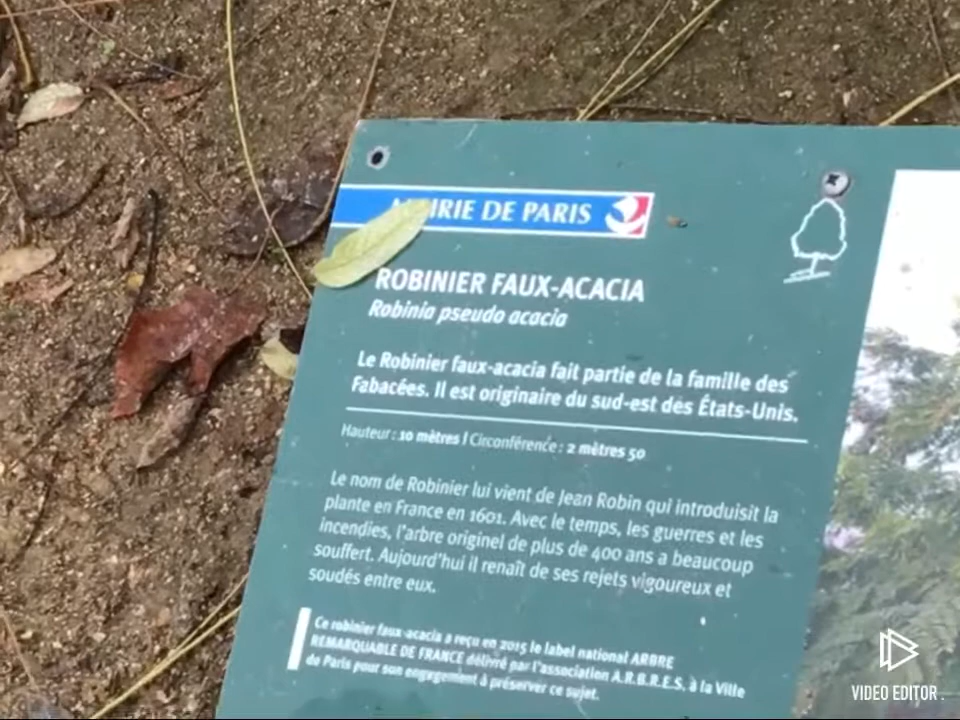 MAIRIE DE PARIS
ROBINIER FAUX-ACACIA
Robinia pseudo acacia
Le Robinier faux-acacia fait partie de la famille des
Fabacées. Il est originaire du sud-est des États-Unis.
Hauteur : 10 mètres I Circonférence : 2 mètres 50
Le nom de Robinier lui vient de Jean Robin qui introduisit la
plante en France en 1601. Avec le temps, les guerres et les
incendies, l'arbre originel de plus de 400 ans a beaucoup
souffert. Aujourd'hui il renaît de ses rejets vigoureux et
soudés entre eux.
Ce robinier faux-acacia a reçu en 2015 le label national ARBRE
REMARQUABLE DE FRANCE délivré par l'association A.R.B.R.E.S. à la Ville
de Paris pour son engagement à préserver ce sujet.
VIDEO EDITOR .